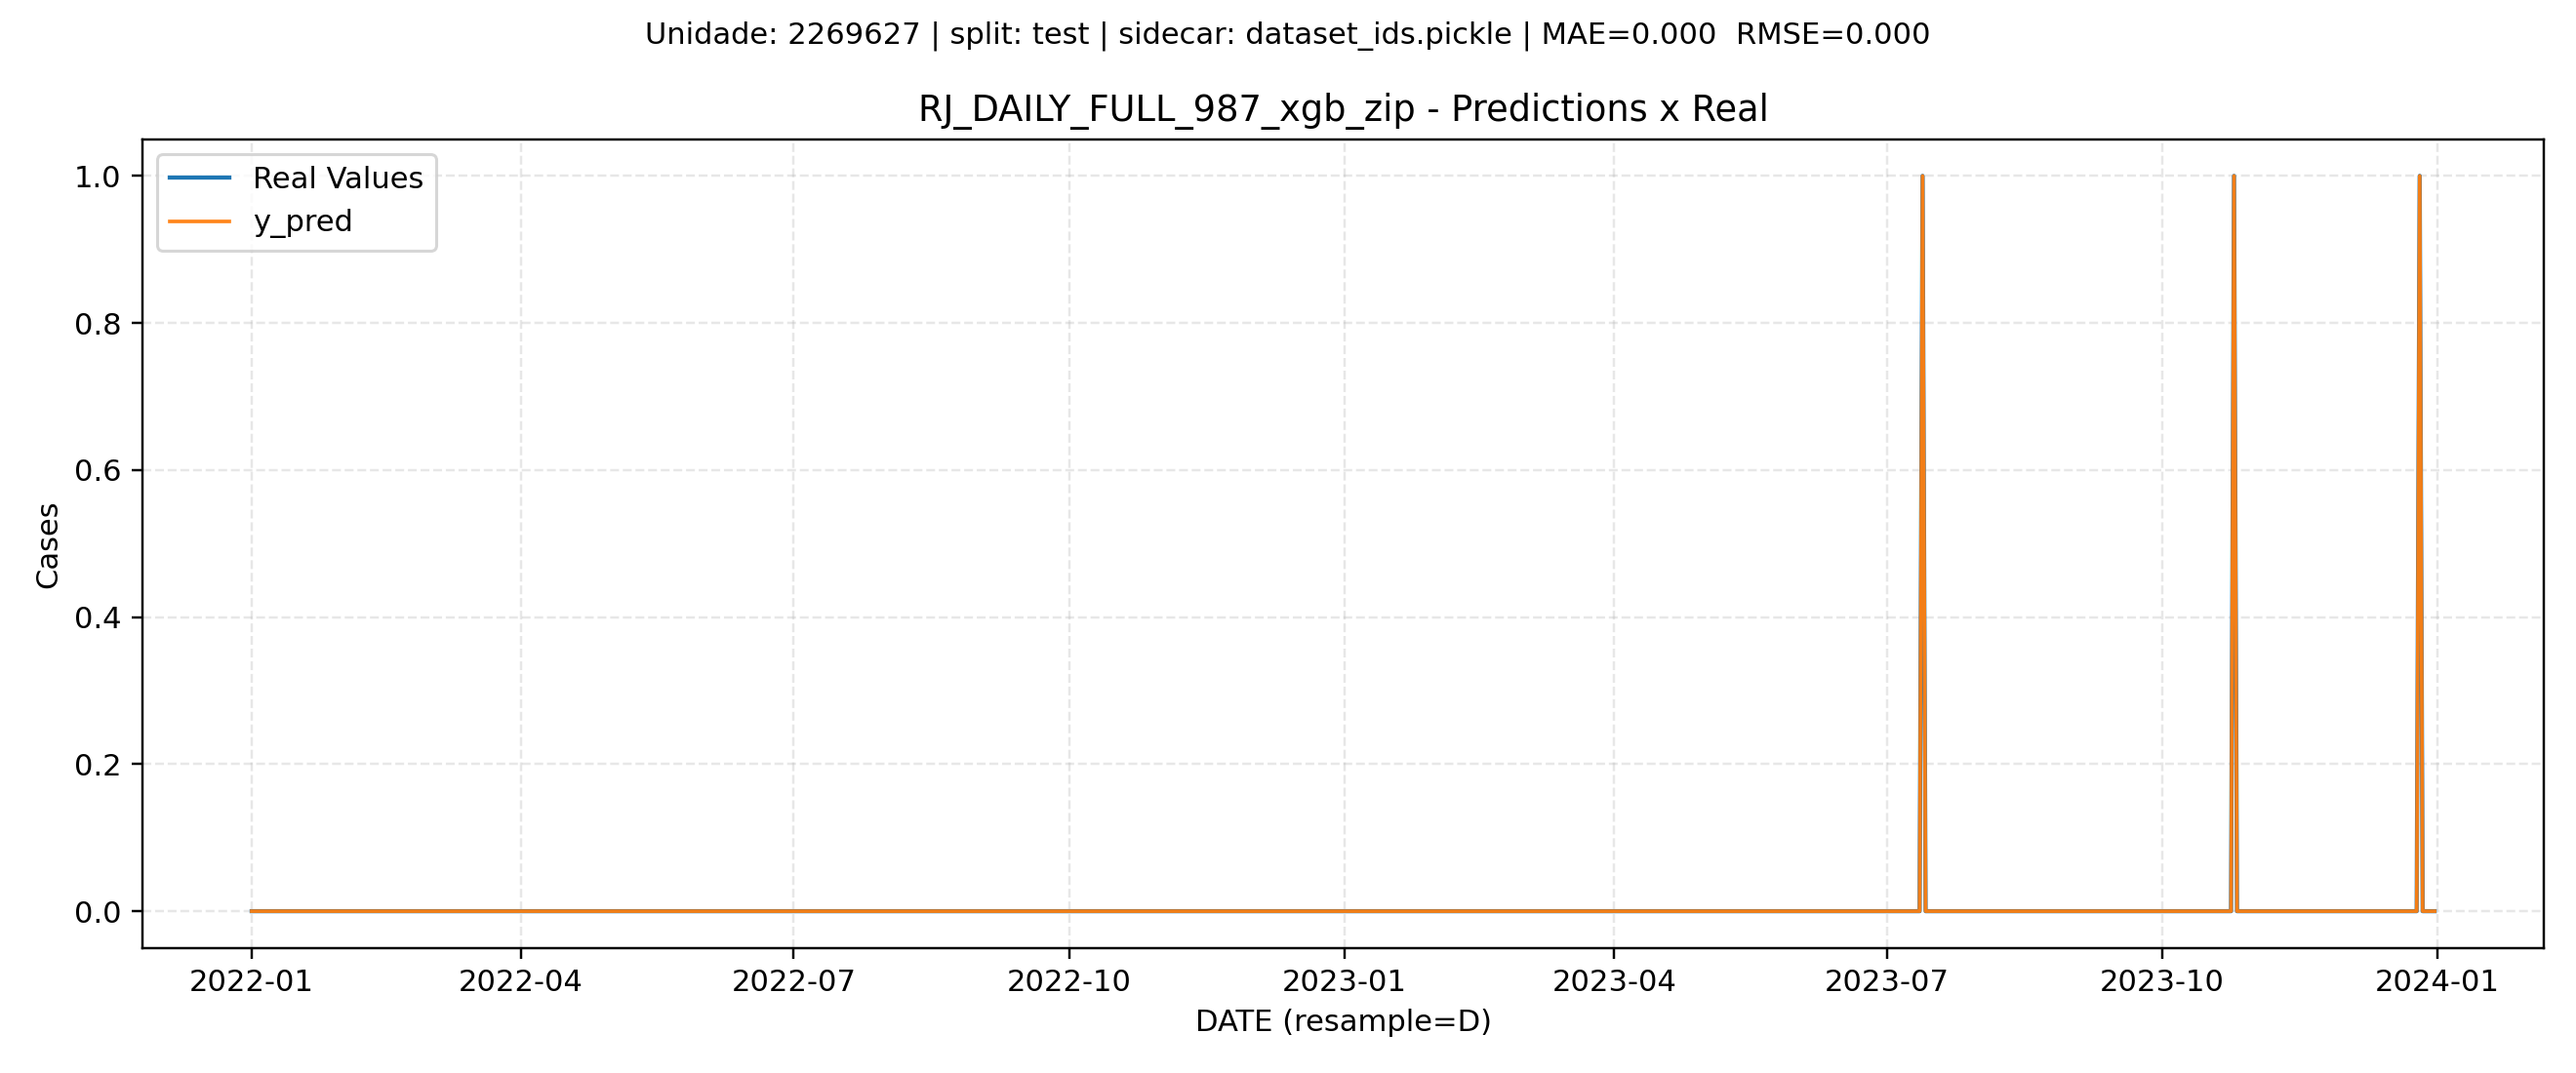 Unidade: 2269627 | split: test | sidecar: dataset_ids.pickle | MAE=0.000  RMSE=0.000
RJ_DAILY_FULL_987_xgb_zip - Predictions x Real
Real Values
y_pred
1.0
0.8
0.6
0.4
0.2
0.0
Cases
2022-01 2022-04 2022-07 2022-10 2023-01 2023-04 2023-07 2023-10 2024-01
DATE (resample=D)